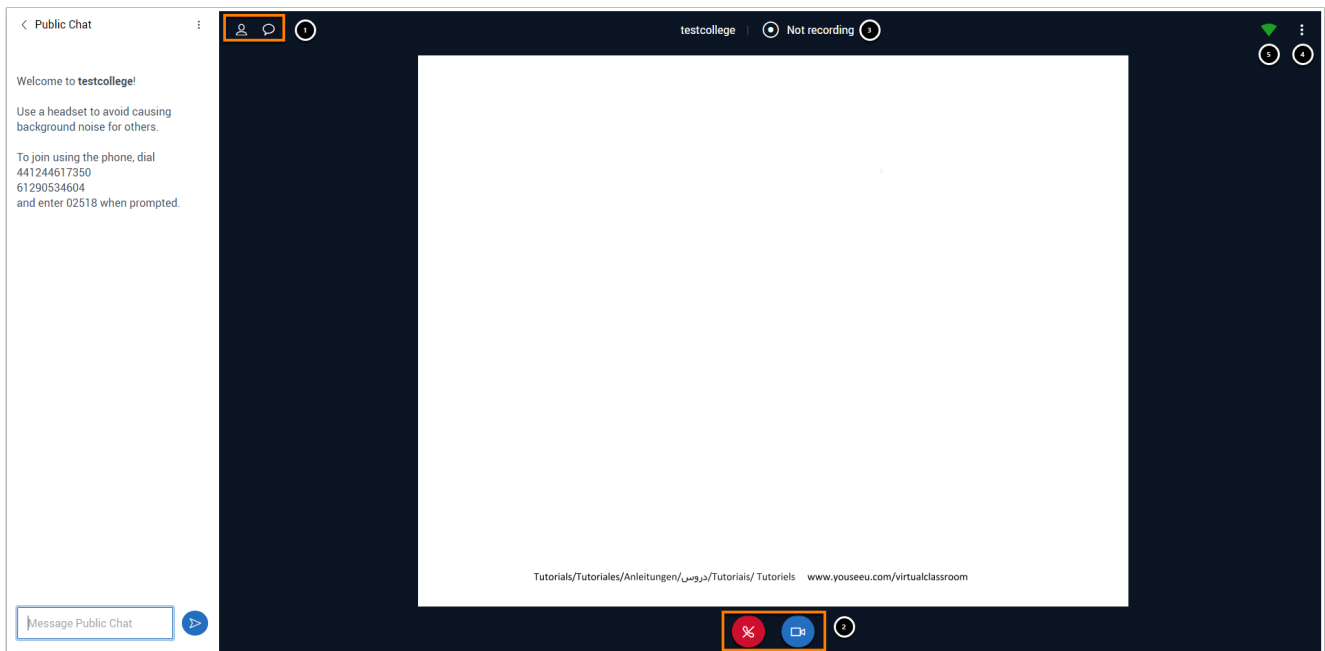 Public Chat
Welcome to testcollege!
Use a headset to avoid causing
background noise for others.
To join using the phone, dial
441244617350
61290534604
and enter 02518 when prompted.
Message Public Chat
1
testcollege
Not recording
3
5
4
Tutorials/Tutoriales/Anleitungen/دروس/Tutoriais/ Tutoriels www.youseeu.com/virtualclassroom
2